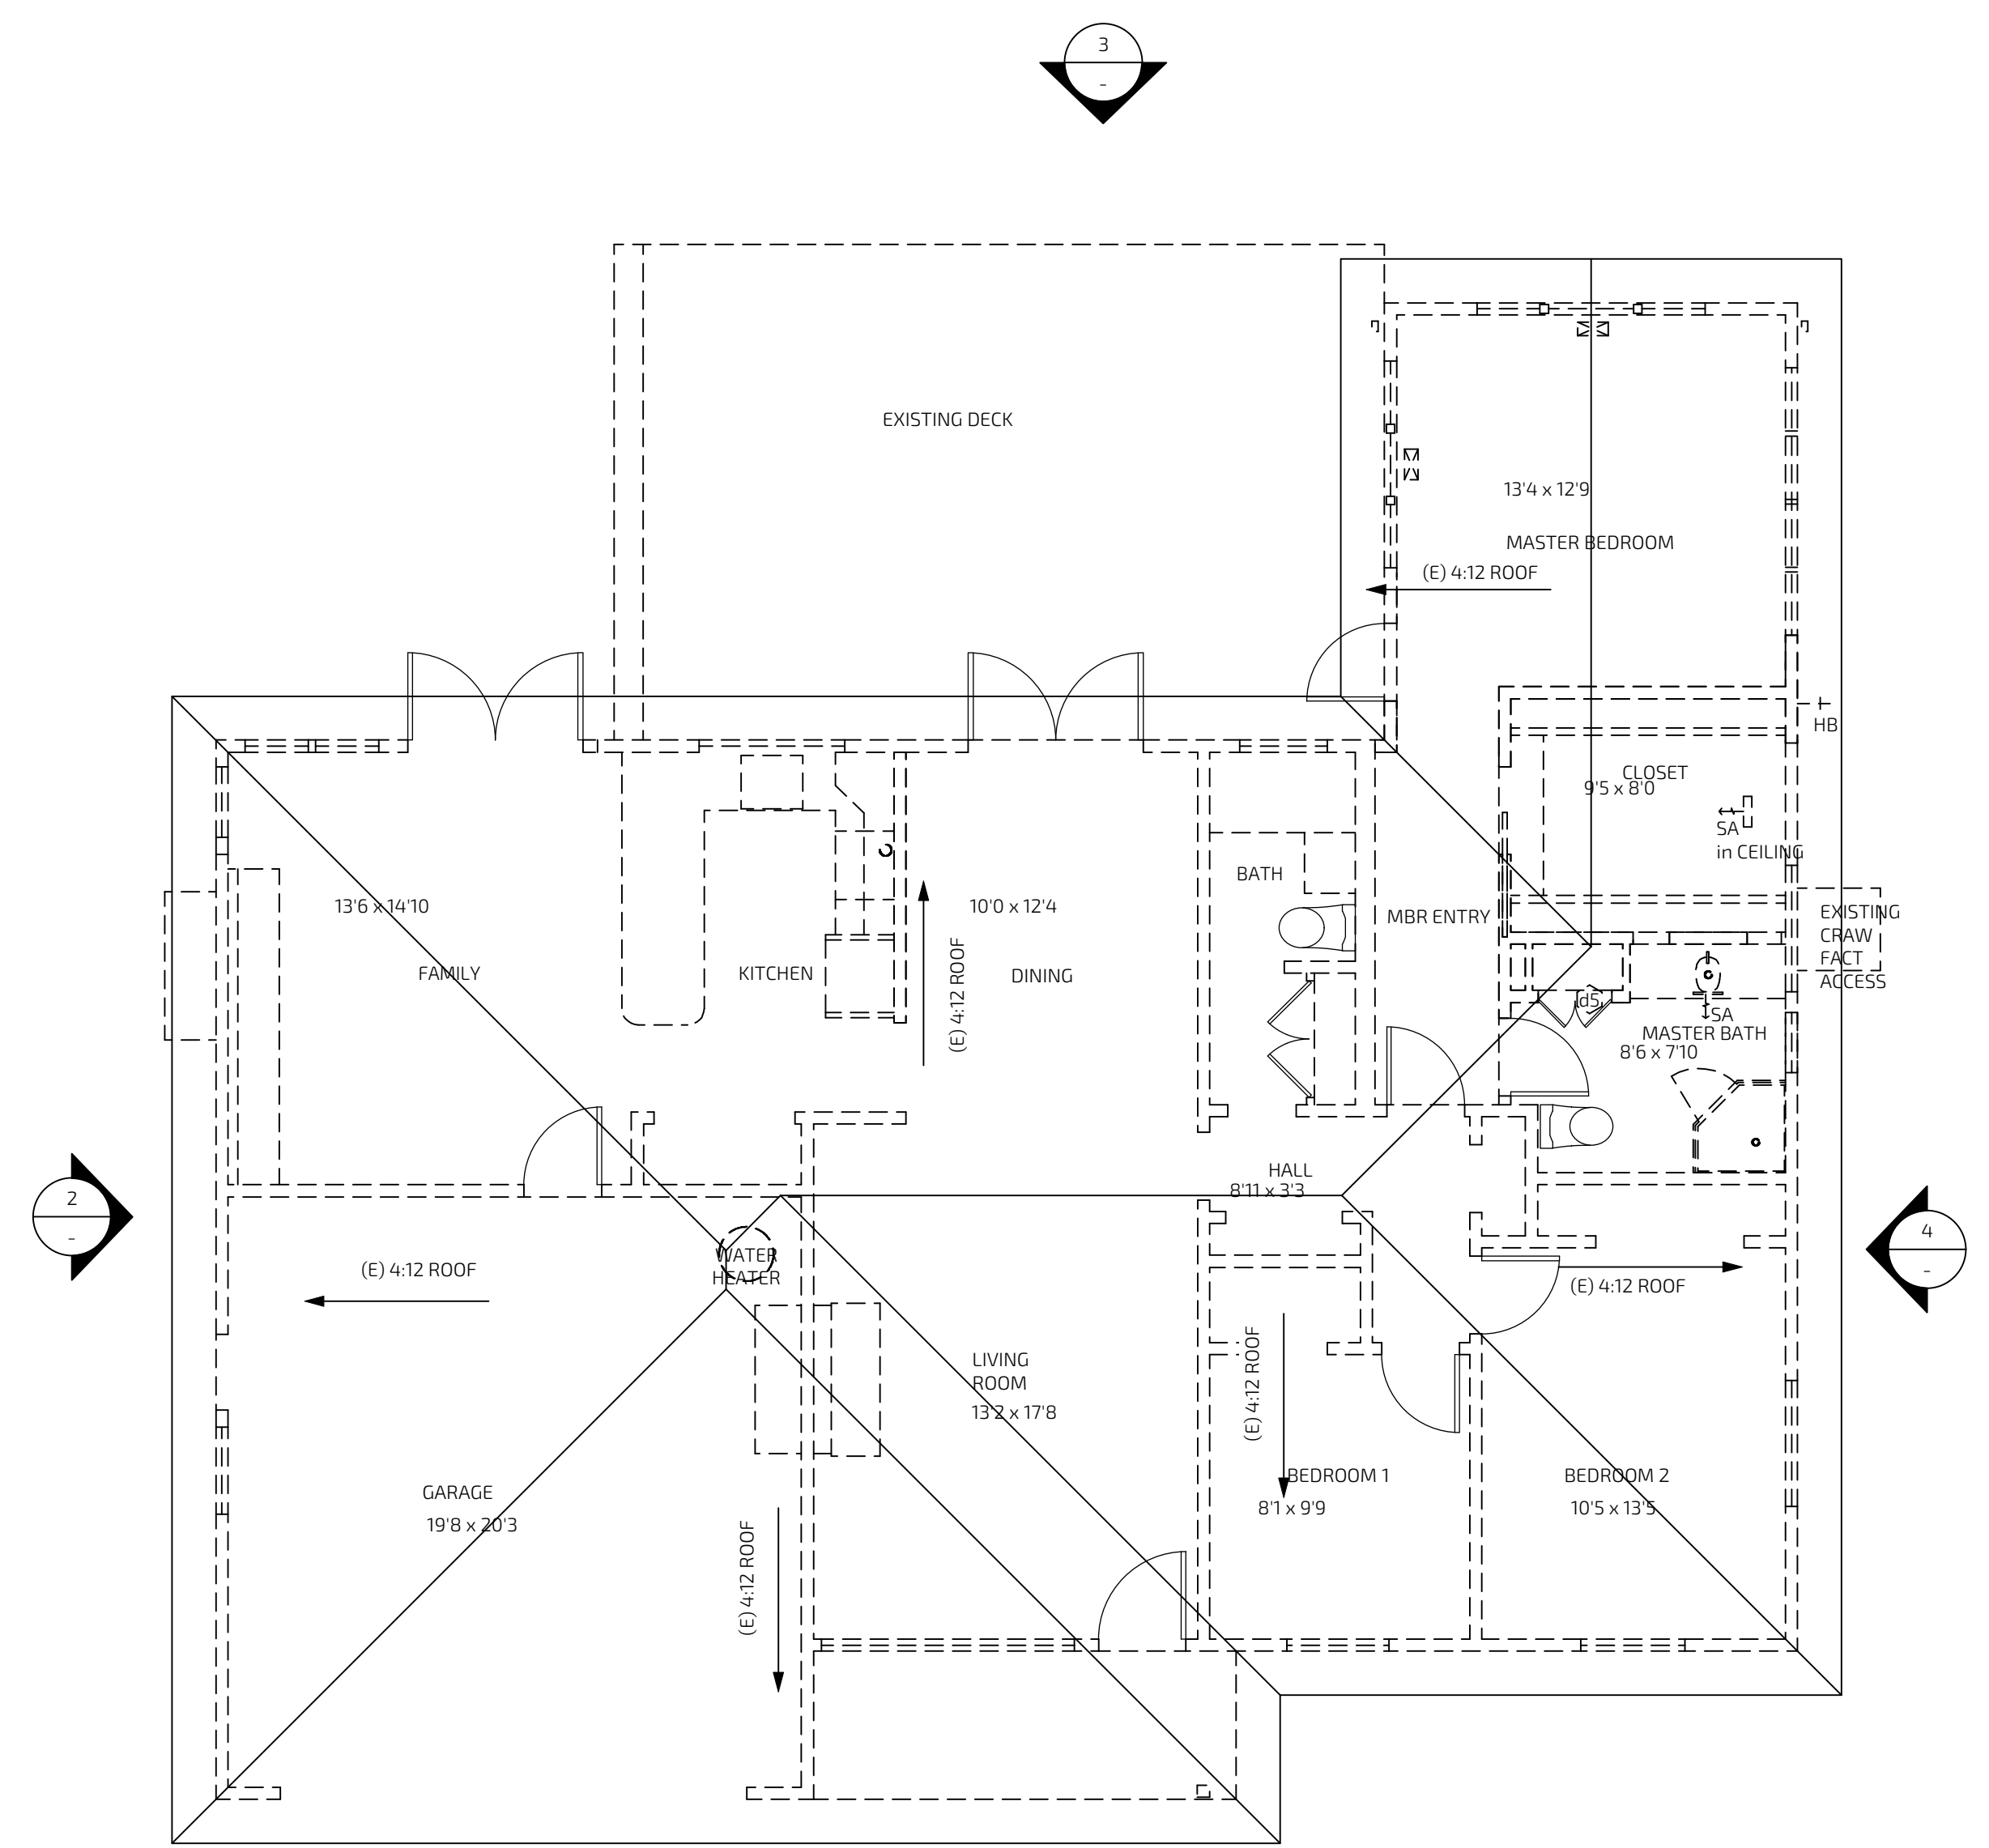 3
-
EXISTING DECK
13'4 x 12'9
MASTER BEDROOM
(E) 4:12 ROOF
HB
CLOSET
9'5 x 8'0
SA
in CEILING
BATH
13'6 x 14'10
10'0 x 12'4
MBR ENTRY
EXISTING
CRAW
FACT
ACCESS
FAMILY
KITCHEN
(E) 4:12 ROOF
DINING
d5
SA
MASTER BATH
8'6 x 7'10
HALL
8'11 x 3'3
2
-
4
-
WATER
HEATER
(E) 4:12 ROOF
(E) 4:12 ROOF
LIVING
ROOM
13'2 x 17'8
(E) 4:12 ROOF
BEDROOM 1
8'1 x 9'9
BEDROOM 2
10'5 x 13'5
GARAGE
19'8 x 20'3
(E) 4:12 ROOF